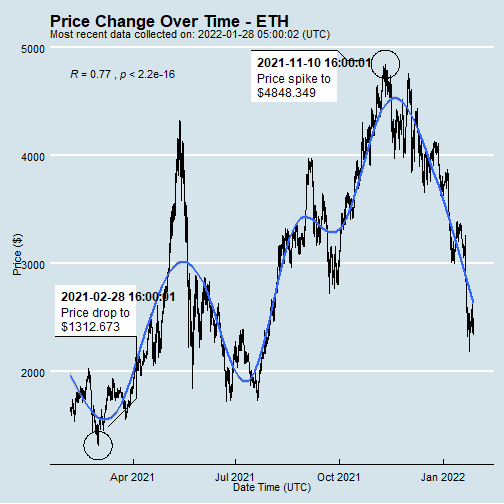 Price Change Over Time - ETH
Most recent data collected on: 2022-01-28 05:00:02 (UTC)
5000
R = 0.77 , p < 2.2e-16
2021-11-10 16:00:01
Price spike to
$4848.349
4000
Price ($)
3000
2021-02-28 16:00:01
Price drop to
$1312.673
2000
Apr 2021
Jul 2021
Oct 2021
Jan 2022
Date Time (UTC)